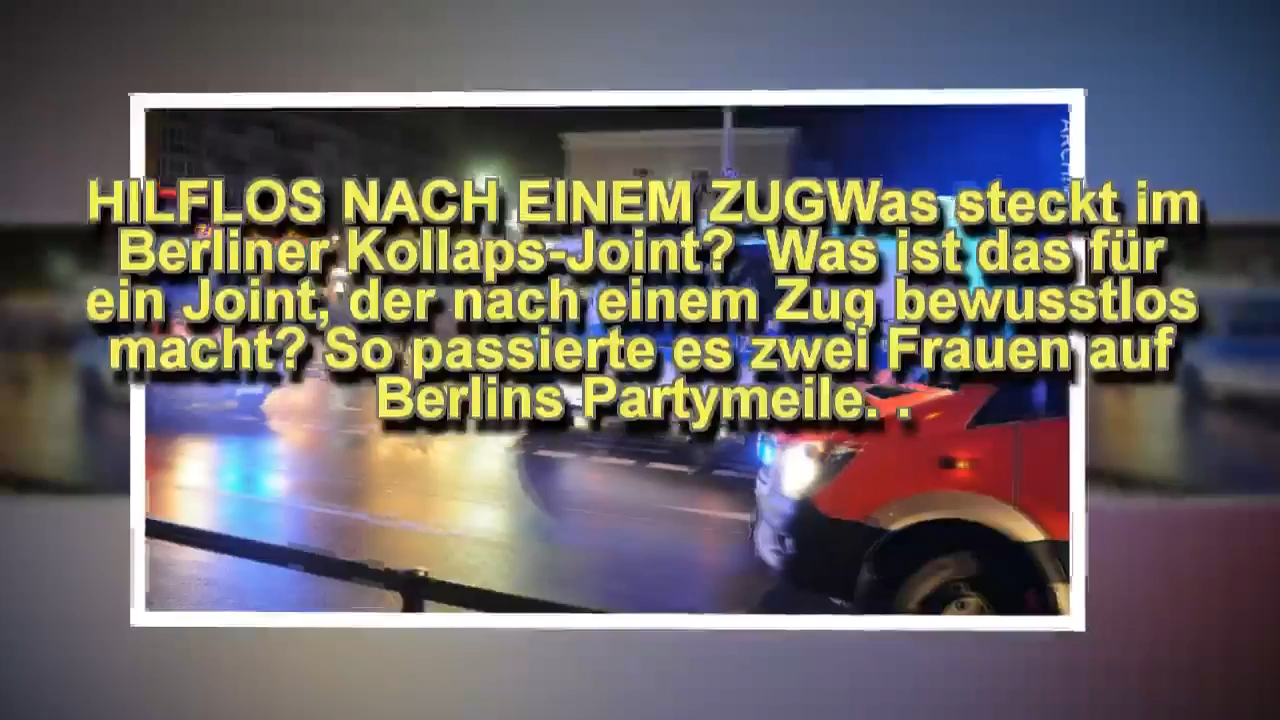 HILFLOS NACH EINEM ZUGWas steckt im
Berliner Kollaps-Joint? Was ist das für
ein Joint, der nach einem Zug bewusstlos
macht? So passierte es zwei Frauen auf
Berlins Partymeile. .